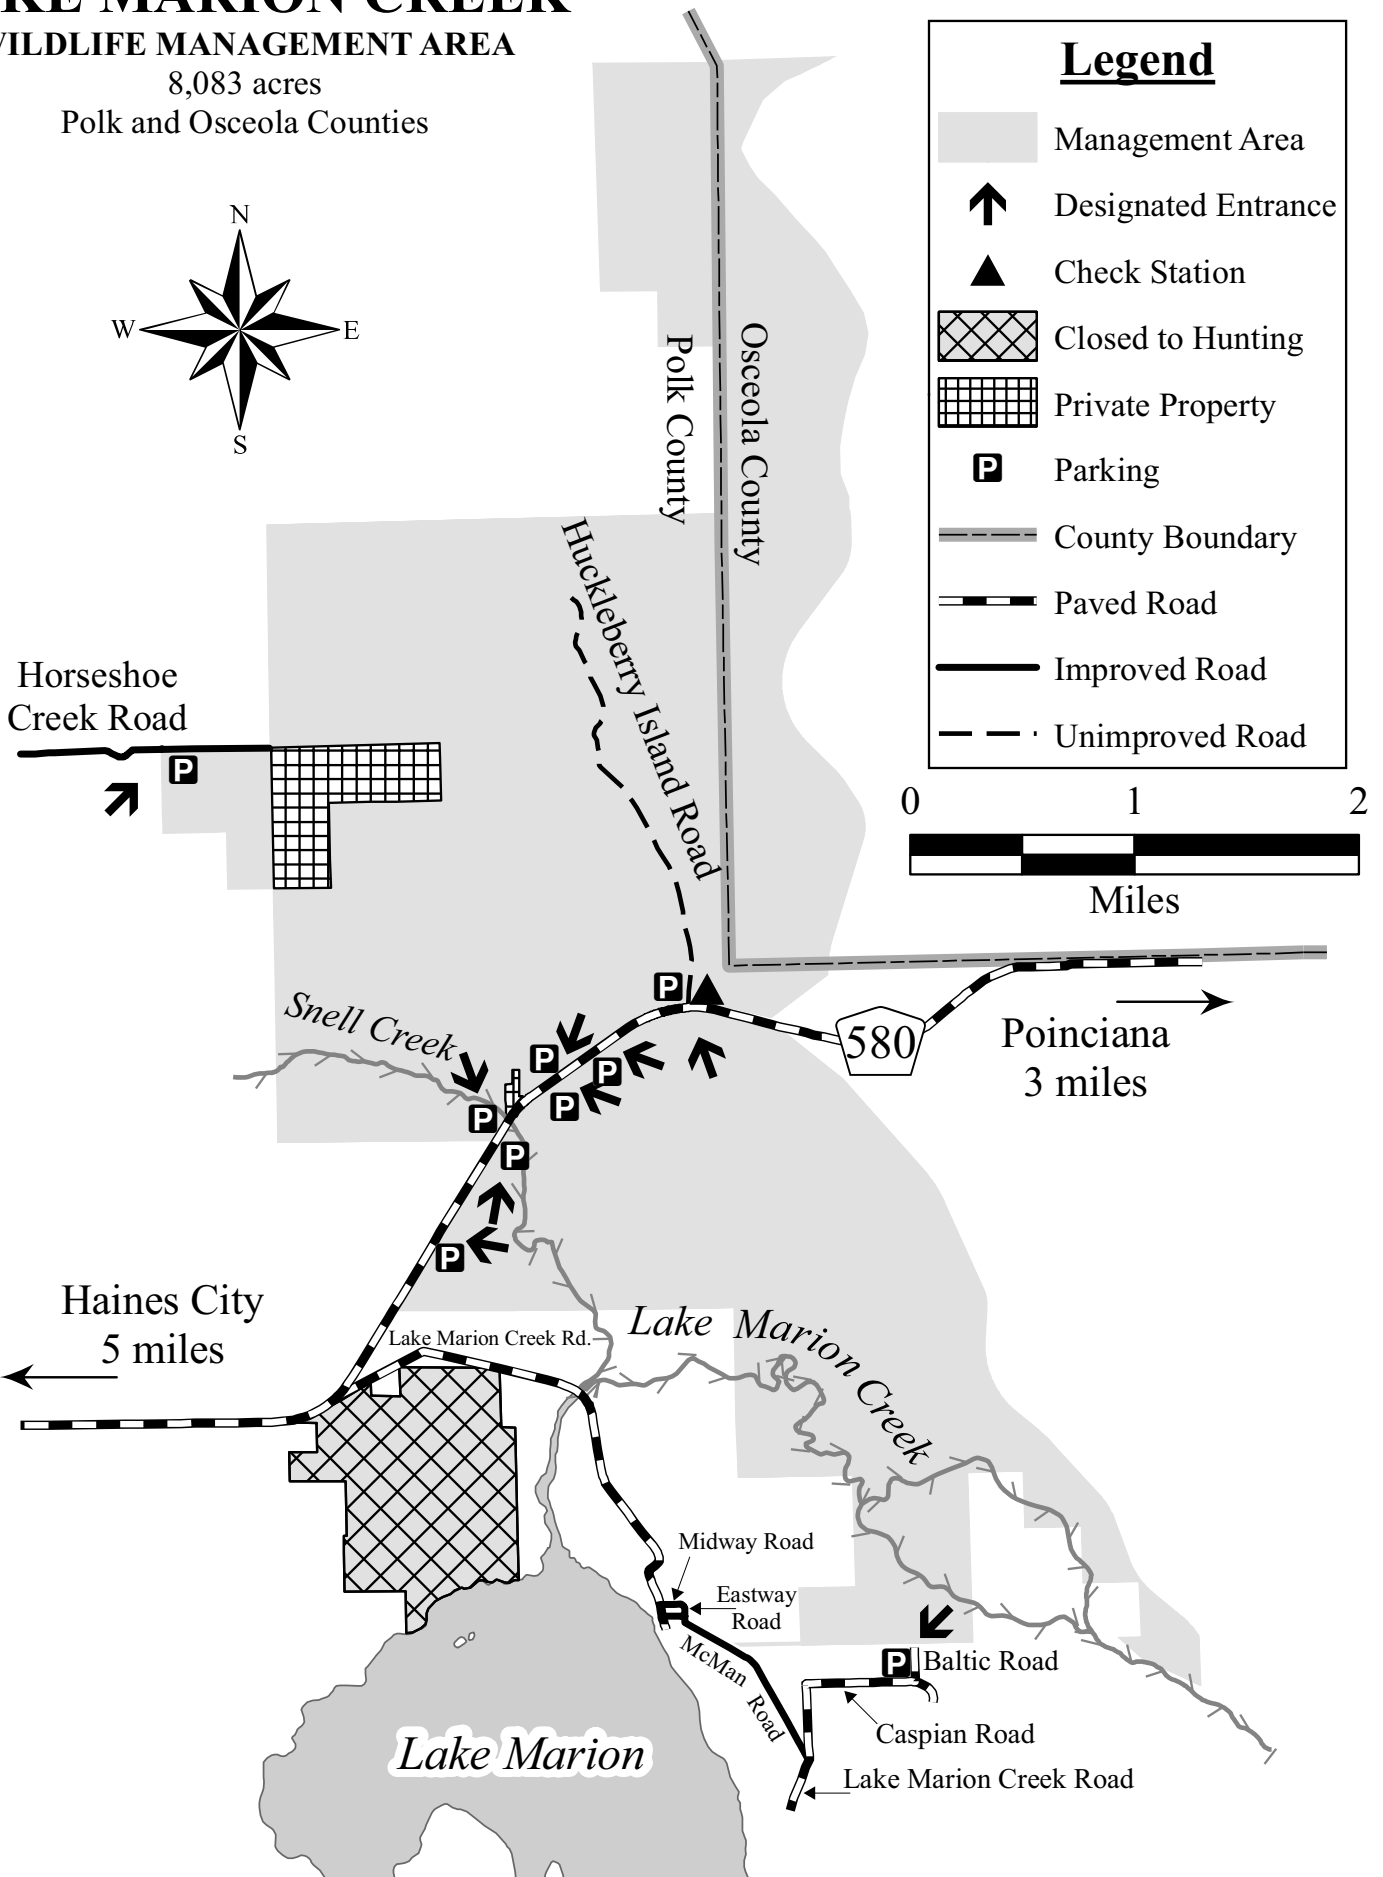 WILDLIFE MANAGEMENT AREA
8,083 acres
Polk and Osceola Counties
N
W
E
S
Legend
Management Area
Designated Entrance
Check Station
Closed to Hunting
Private Property
P Parking
County Boundary
Paved Road
Improved Road
Unimproved Road
0 1 2
Miles
Polk County
Osceola County
Huckleberry Island Road
Horseshoe
Creek Road
P
Snell Creek
P
P
P
P
P
P
P
580
Poinciana
3 miles
Haines City
5 miles
Lake Marion Creek Rd.
Lake Marion Creek
Midway Road
Eastway
Road
McMan Road
P
Baltic Road
Caspian Road
Lake Marion Creek Road
Lake Marion